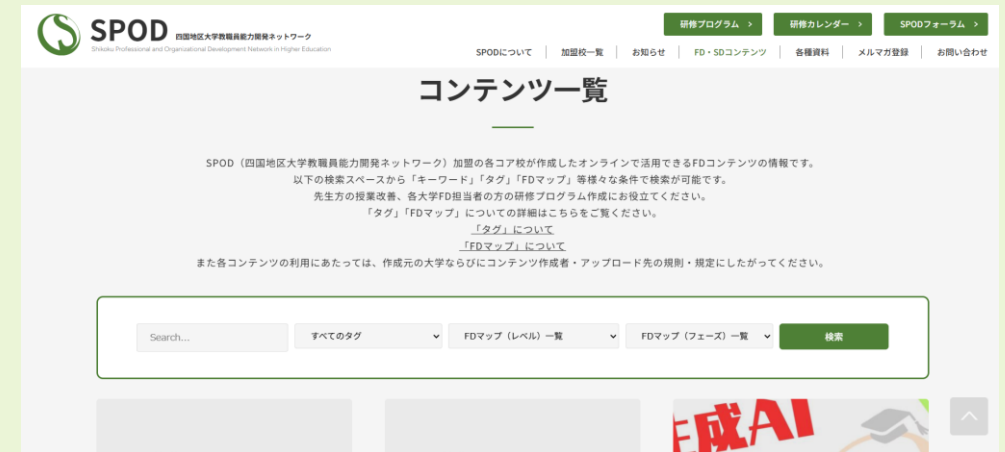 SPOD 四国地区大学教職員能力開発ネットワーク
Shikoku Professional and Organizational Development Network in Higher Education
研修プログラム >
研修カレンダー >
SPODフォーラム >
SPODについて
加盟校一覧
お知らせ
FD・SDコンテンツ
各種資料
メルマガ登録
お問い合わせ
コンテンツ一覧
SPOD（四国地区大学教職員能力開発ネットワーク）加盟の各コア校が作成したオンラインで活用できるFDコンテンツの情報です。
以下の検索スペースから「キーワード」「タグ」「FDマップ」等様々な条件で検索が可能です。
先生方の授業改善、各大学FD担当者の方の研修プログラム作成にお役立てください。
「タグ」「FDマップ」についての詳細はこちらをご覧ください。
「タグ」について
「FDマップ」について
また各コンテンツの利用にあたっては、作成元の大学ならびにコンテンツ作成者・アップロード先の規則・規定にしたがってください。
Search...
すべてのタグ
FDマップ（レベル）一覧
FDマップ（フェーズ）一覧
検索
生成AI